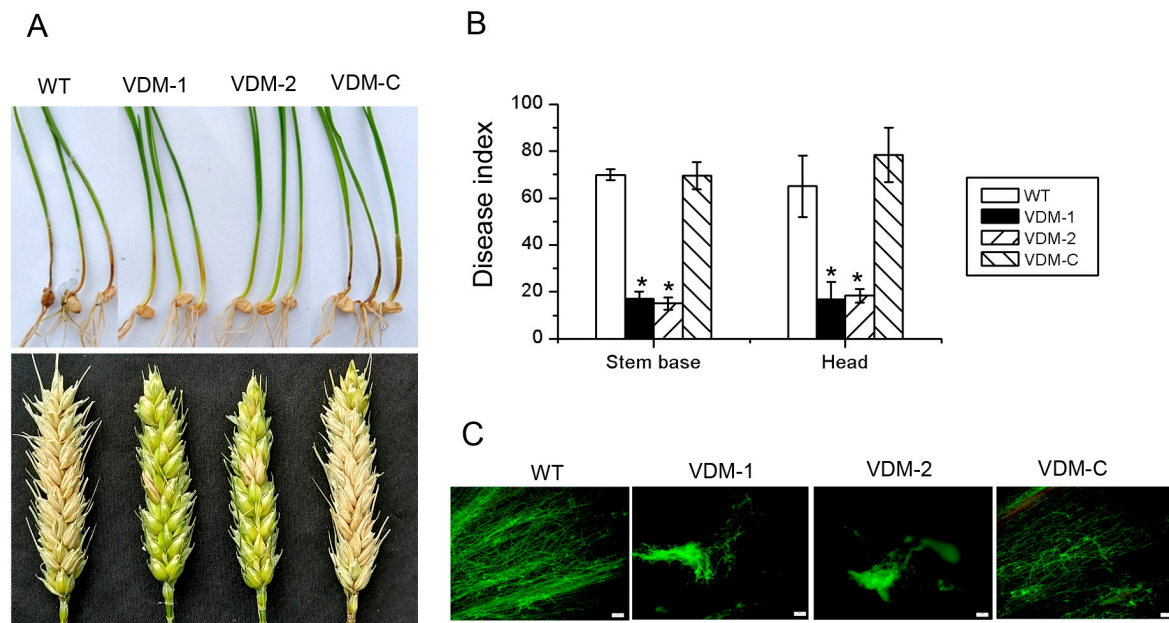 A
WT VDM-1 VDM-2 VDM-C
B
Disease index
100
80
60
40
20
0
* * * *
Stem base Head
WT
VDM-1
VDM-2
VDM-C
C
WT VDM-1 VDM-2 VDM-C